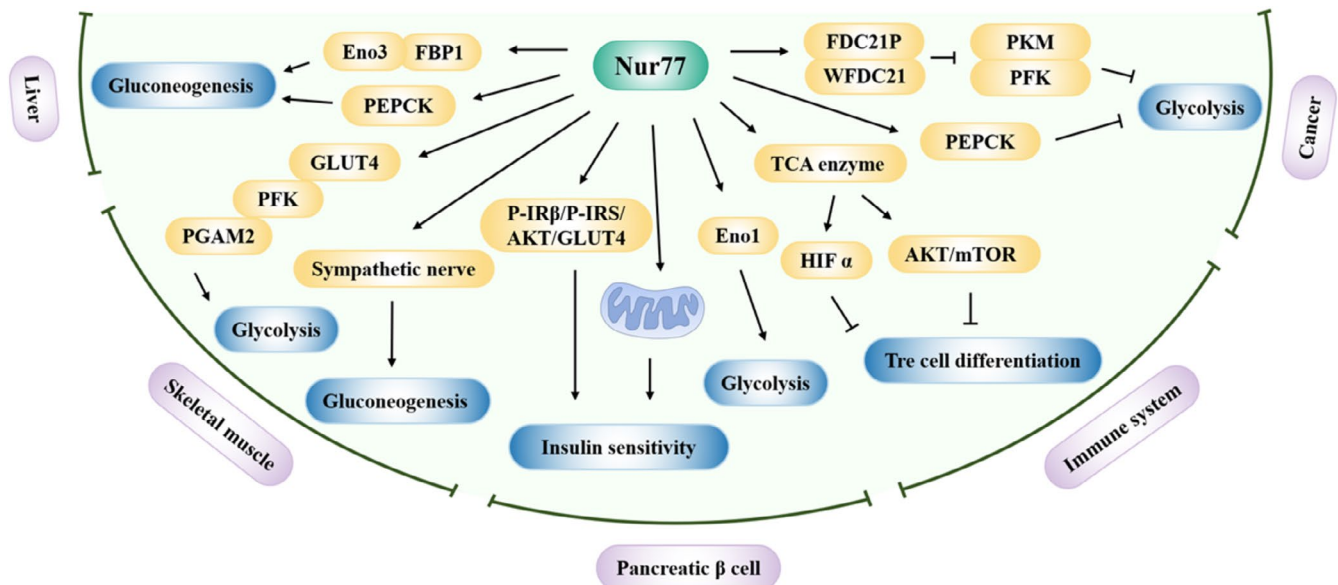 Nur77
Eno3
FBP1
Gluconeogenesis
PEPCK
Liver
GLUT4
PFK
PGAM2
Glycolysis
Sympathetic nerve
Gluconeogenesis
Skeletal muscle
P-IRβ/P-IRS/
AKT/GLUT4
Insulin sensitivity
Eno1
Glycolysis
Pancreatic β cell
TCA enzyme
HIF α
AKT/mTOR
Tre cell differentiation
Immune system
FDC21P
WFDC21
PKM
PFK
PEPCK
Glycolysis
Cancer